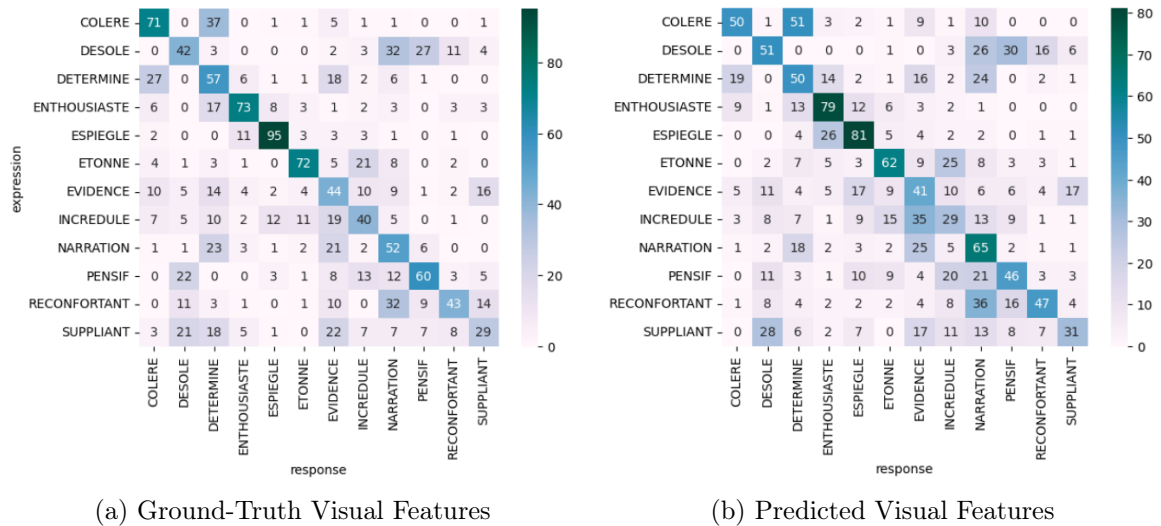 COLERE 71 0 37 0 1 1 5 1 1 0 0 1
DESOLE 0 42 3 0 0 0 2 3 32 27 11 4
DETERMINE 27 0 57 6 1 1 18 2 6 1 0 0
ENTHOUSIASTE 6 0 17 73 8 3 1 2 3 0 3 3
ESPIEGLE 2 0 0 11 95 3 3 3 1 0 1 1
ETONNE 4 1 3 1 0 72 5 21 8 0 2 0
EVIDENCE 10 5 14 4 2 4 44 10 9 1 2 16
INCREDULE 7 5 10 2 12 11 19 40 5 0 1 0
NARRATION 1 1 23 3 1 2 21 2 52 6 0 0
PENSIF 0 22 0 0 3 1 8 13 12 60 3 5
RECONFORTANT 0 11 3 1 0 1 10 0 32 9 43 14
SUPPLIANT 3 21 18 5 1 0 22 7 7 7 8 29
expression
COLERE DESOLE DETERMINE ENTHOUSIASTE ESPIEGLE ETONNE EVIDENCE INCREDULE NARRATION PENSIF RECONFORTANT SUPPLIANT
response
80
60
40
20
0
(a) Ground-Truth Visual Features
COLERE 50 1 51 3 2 1 9 1 10 0 0 0
DESOLE 0 51 0 0 0 0 1 3 26 30 16 6
DETERMINE 19 0 50 14 2 1 16 2 24 0 2 1
ENTHOUSIASTE 9 1 13 79 12 6 3 2 1 0 0 0
ESPIEGLE 0 0 4 26 81 5 4 2 2 0 1 1
ETONNE 0 2 7 5 3 62 9 25 8 3 3 1
EVIDENCE 5 11 4 5 17 9 41 10 6 6 4 17
INCREDULE 3 8 7 1 9 15 35 29 13 9 1 1
NARRATION 1 2 18 3 2 2 25 5 65 2 1 1
PENSIF 0 11 3 1 10 9 4 20 21 46 3 3
RECONFORTANT 1 8 4 2 2 2 4 8 36 16 47 4
SUPPLIANT 0 28 6 2 7 0 17 11 13 8 7 31
COLERE DESOLE DETERMINE ENTHOUSIASTE ESPIEGLE ETONNE EVIDENCE INCREDULE NARRATION PENSIF RECONFORTANT SUPPLIANT
response
80
70
60
50
40
30
20
10
0
(b) Predicted Visual Features